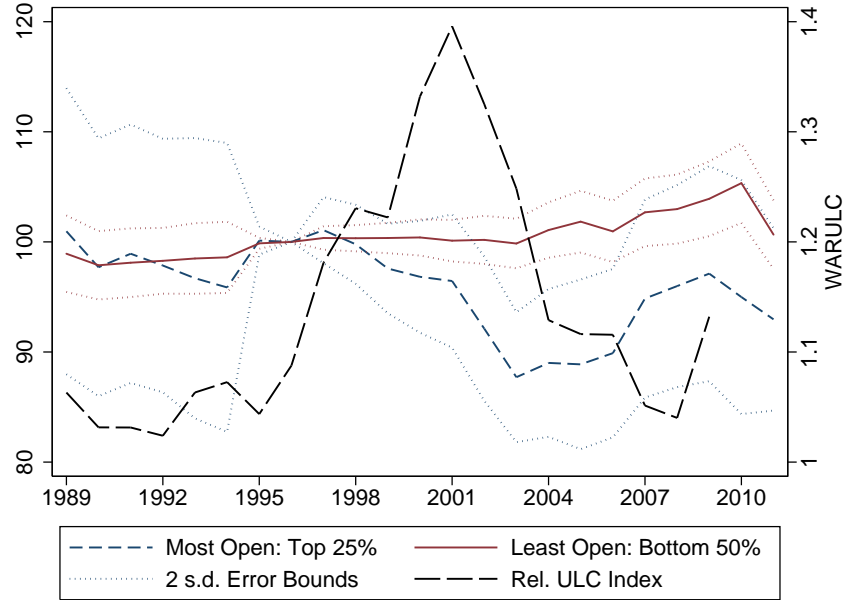 120
110
100
90
80
1.4
1.3
1.2
1.1
1
WARULC
1989 1992 1995 1998 2001 2004 2007 2010
Most Open: Top 25% Least Open: Bottom 50%
2 s.d. Error Bounds Rel. ULC Index